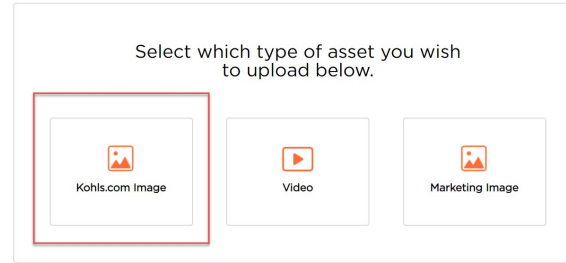 Select which type of asset you wish
to upload below.
Kohls.com Image
Video
Marketing Image